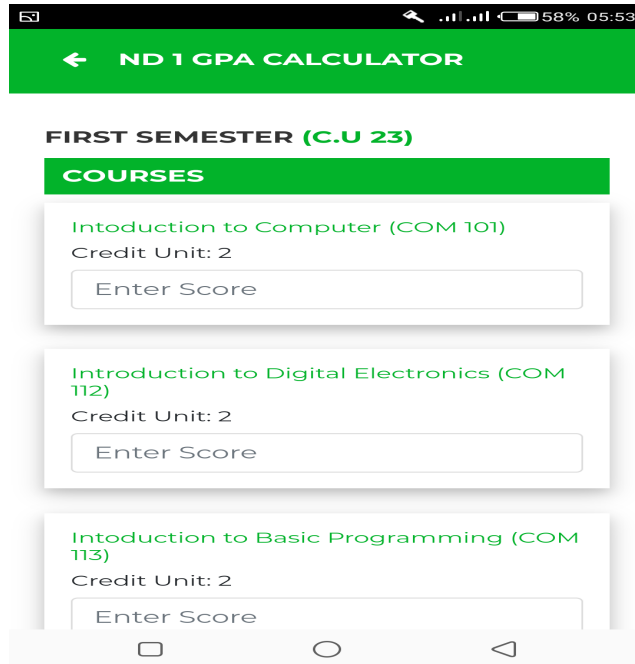 58% 05:53
ND 1 GPA CALCULATOR
FIRST SEMESTER (C.U 23)
COURSES
Intoduction to Computer (COM 101)
Credit Unit: 2
Enter Score
Introduction to Digital Electronics (COM
112)
Credit Unit: 2
Enter Score
Intoduction to Basic Programming (COM
113)
Credit Unit: 2
Enter Score